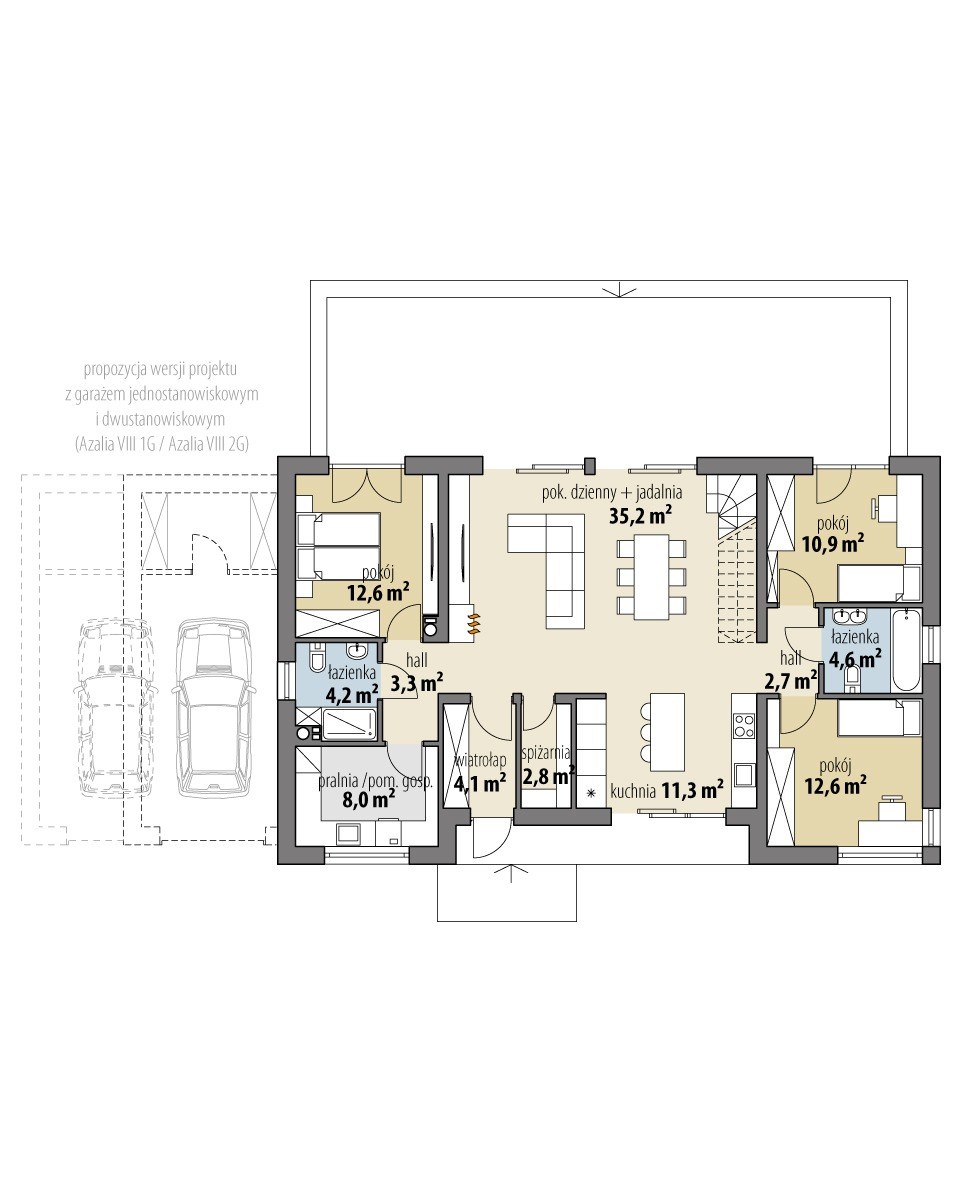 propozycja wersji projektu
z garażem jednostanowiskowym
i dwustanowiskowym
(Azalia VIII 1G / Azalia VIII 2G)
pok. dzienny + jadalnia
35,2 m²
pokój
10,9 m²
pokój
12,6 m²
łazienka
4,6 m²
hall
2,7 m²
hall
3,3 m²
łazienka
4,2 m²
wiatrołap
4,1 m²
spiżarnia
2,8 m²
pralnia /pom. gosp.
8,0 m²
kuchnia 11,3 m²
pokój
12,6 m²